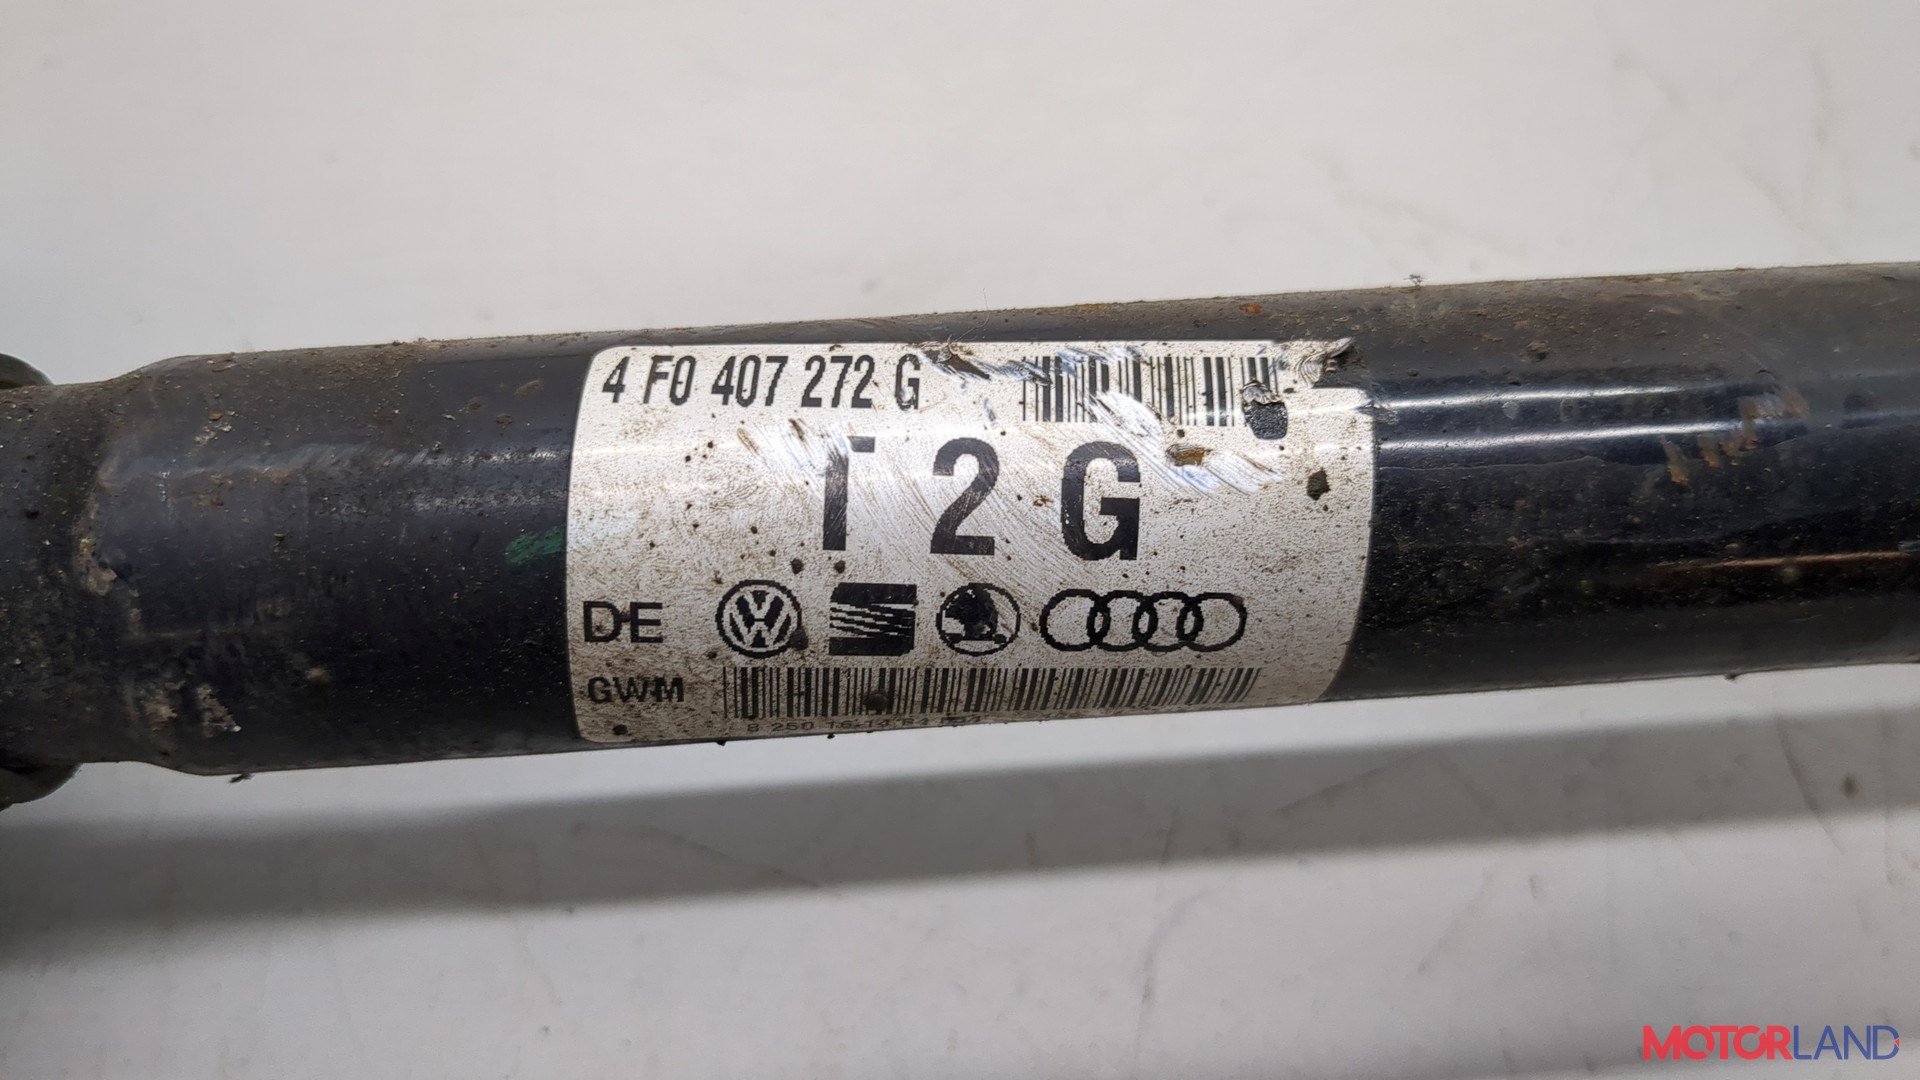 4 F0 407 272 G
T 2 G
DE
GWM
MOTORLAND